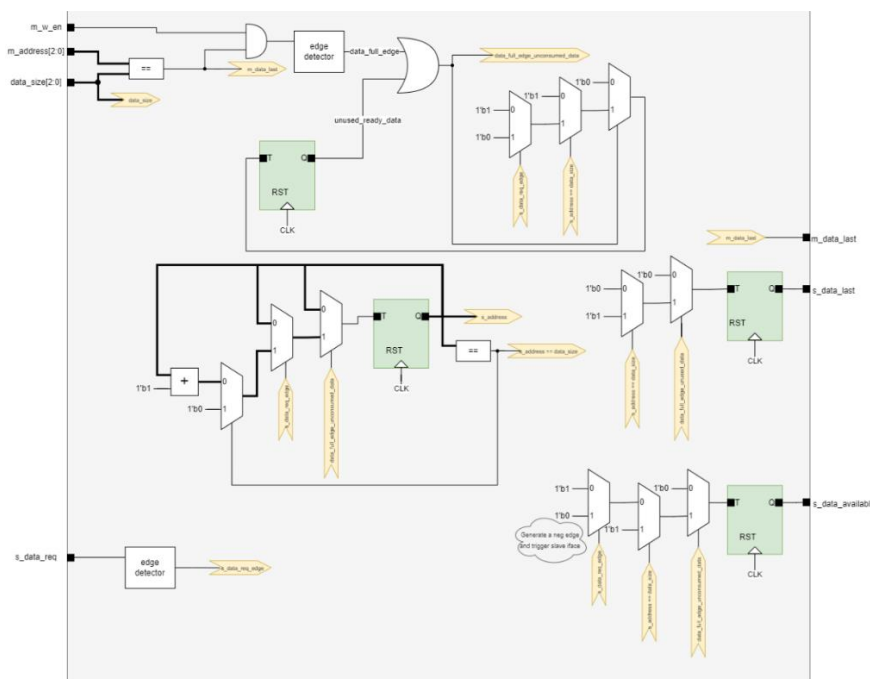 m_w_en
m_address[2:0]
data_size[2:0]
==
data_size
m_data_last
edge
detector
data_full_edge
data_full_edge_unconsumed_data
unused_ready_data
1'b1
1'b0
0
1
1'b1
0
1
1'b0
0
1
s_data_req_edge
s_address == data_size
T
Q
RST
CLK
m_data_last
m_data_last
+
1'b1
1'b0
0
1
0
1
0
1
s_data_req_edge
data_full_edge_unconsumed_data
T
Q
RST
CLK
s_address
==
s_address == data_size
1'b0
1'b1
0
1
1'b0
0
1
s_address == data_size
data_full_edge_unused_data
T
Q
RST
CLK
s_data_last
s_data_req
edge
detector
s_data_req_edge
1'b1
1'b0
0
1
Generate a neg edge
and trigger slave iface
1'b1
0
1
1'b0
0
1
s_data_req_edge
s_address == data_size
data_full_edge_unconsumed_data
T
Q
RST
CLK
s_data_availabl